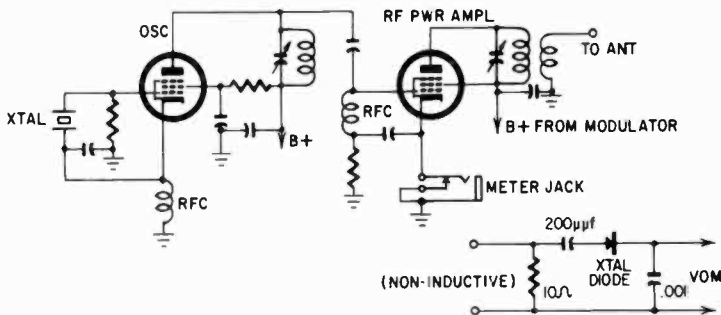 OSC
RF PWR AMPL
TO ANT
XTAL
RFC
B+
B+ FROM MODULATOR
RFC
METER JACK
200µµf
(NON-INDUCTIVE)
10Ω
XTAL
DIODE
.001
VOM